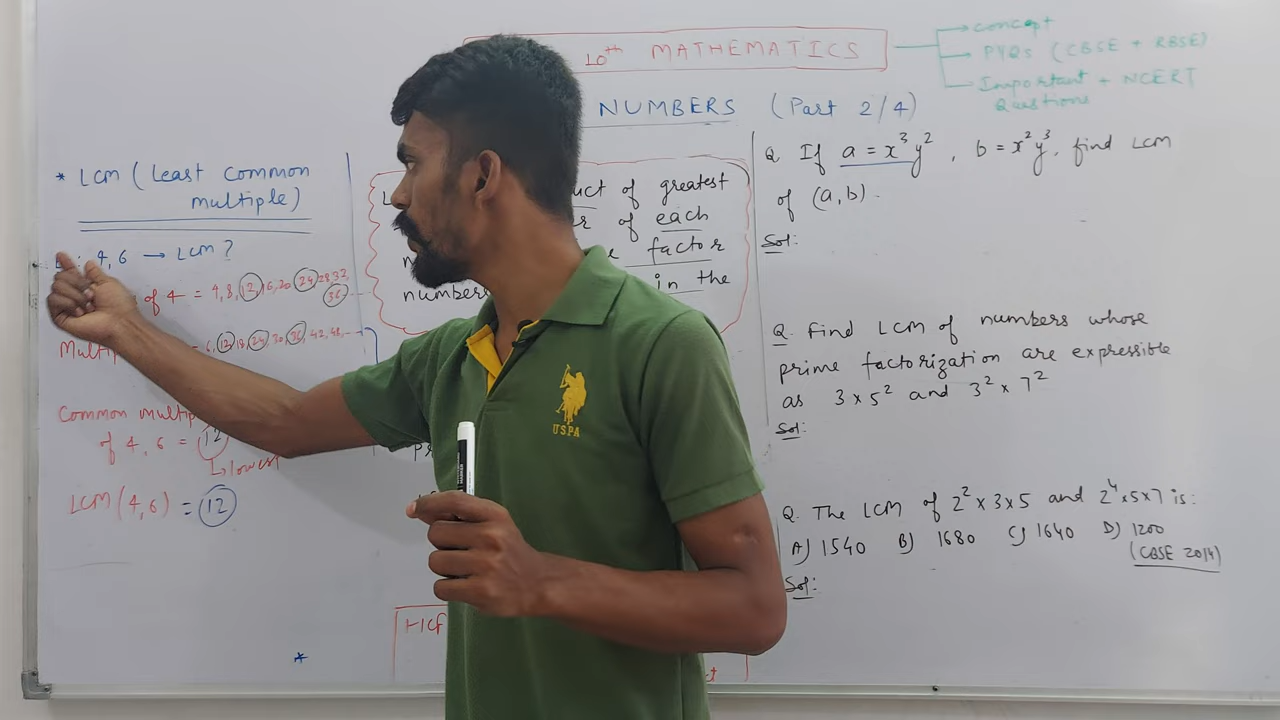 10th MATHEMATICS
concept
PYQs (CBSE + RBSE)
Important + NCERT
Questions
NUMBERS (Part 2/4)
* LCM (Least common
multiple)
4, 6 → LCM ?
of 4 = 4, 8, 12, 16, 20 24 28, 32,
36
= 6, 12, 18, 24, 30, 36, 42, 48, ---
Common
of 4, 6 = 12
↳ lowest
LCM (4, 6) = 12
of greatest
of each
factor
numbers in the
HCF
*
Q. If a = x³y² , b = x²y³, find LCM
of (a, b).
Sol:
Q. Find LCM of numbers whose
prime factorization are expressible
as 3 × 5² and 3² × 7²
Sol:
Q. The LCM of 2² × 3 × 5 and 2⁴ × 5 × 7 is:
A) 1540 B) 1680 C) 1640 D) 1200
(CBSE 2014)
Sol:
USPA